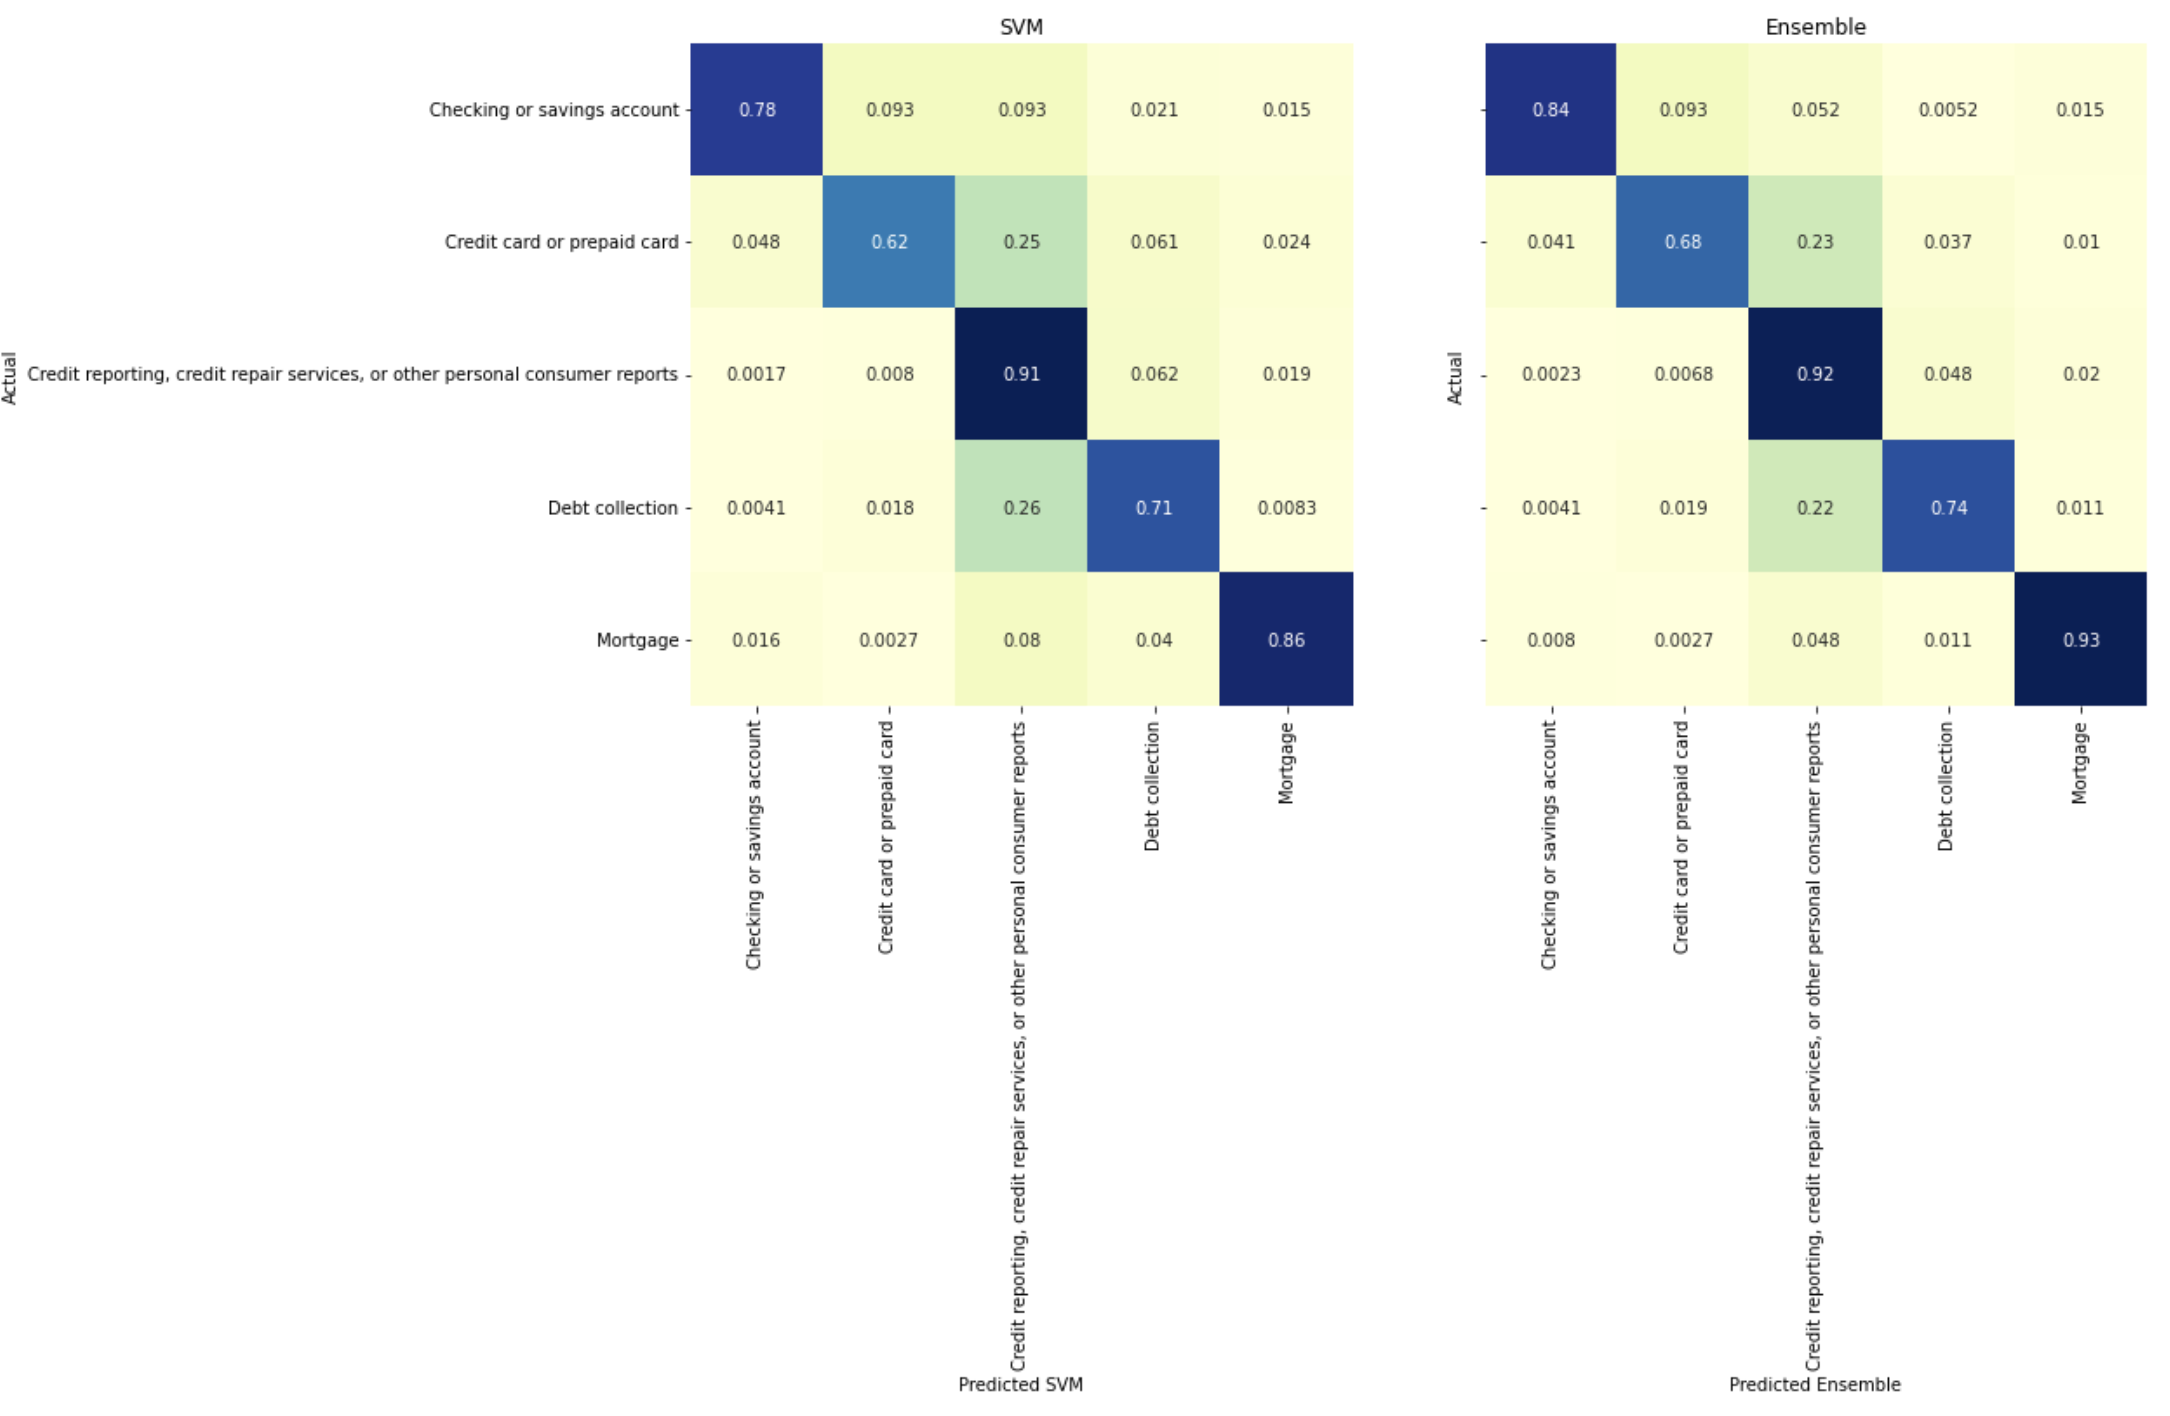 SVM
Checking or savings account 0.78 0.093 0.093 0.021 0.015
Credit card or prepaid card 0.048 0.62 0.25 0.061 0.024
Actual
Credit reporting, credit repair services, or other personal consumer reports 0.0017 0.008 0.91 0.062 0.019
Debt collection 0.0041 0.018 0.26 0.71 0.0083
Mortgage 0.016 0.0027 0.08 0.04 0.86
Checking or savings account
Credit card or prepaid card
Credit reporting, credit repair services, or other personal consumer reports
Debt collection
Mortgage
Predicted SVM
Ensemble
0.84 0.093 0.052 0.0052 0.015
0.041 0.68 0.23 0.037 0.01
Actual
0.0023 0.0068 0.92 0.048 0.02
0.0041 0.019 0.22 0.74 0.011
0.008 0.0027 0.048 0.011 0.93
Checking or savings account
Credit card or prepaid card
Credit reporting, credit repair services, or other personal consumer reports
Debt collection
Mortgage
Predicted Ensemble